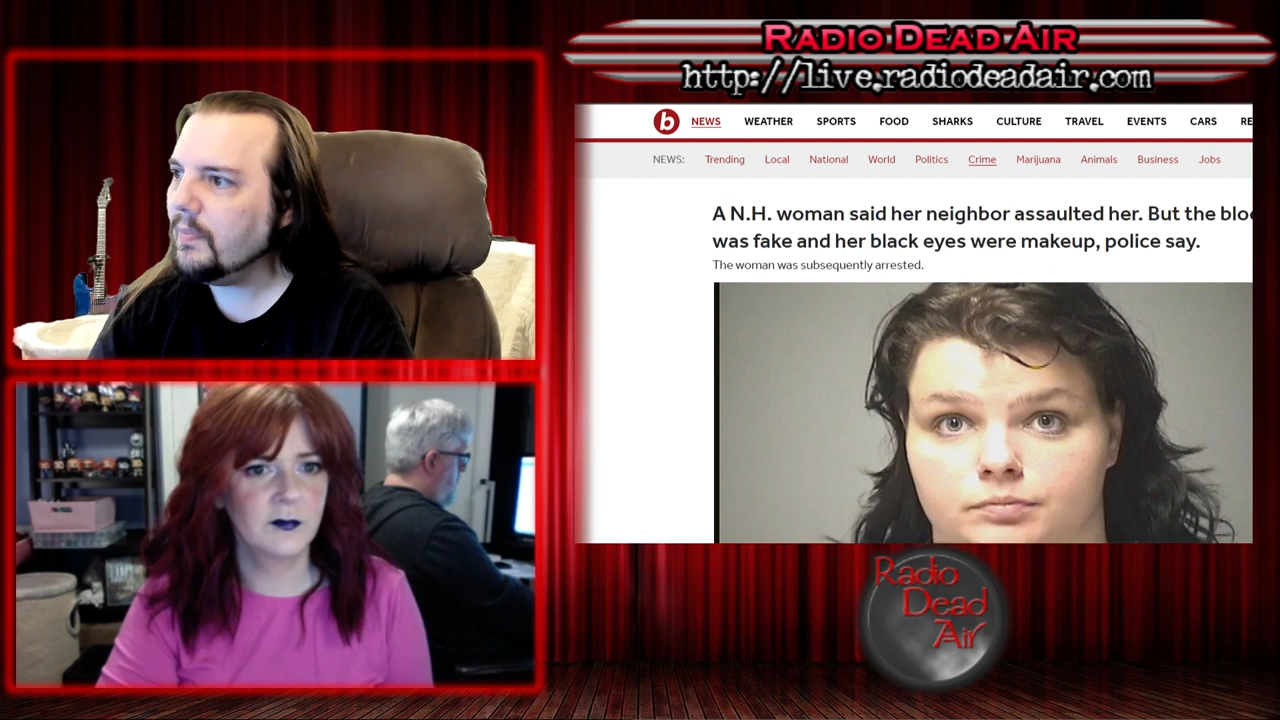 Radio Dead Air
http://live.radiodeadair.com
b NEWS WEATHER SPORTS FOOD SHARKS CULTURE TRAVEL EVENTS CARS RE
NEWS: Trending Local National World Politics Crime Marijuana Animals Business Jobs
A N.H. woman said her neighbor assaulted her. But the bloo
was fake and her black eyes were makeup, police say.
The woman was subsequently arrested.
Radio
Dead
Air